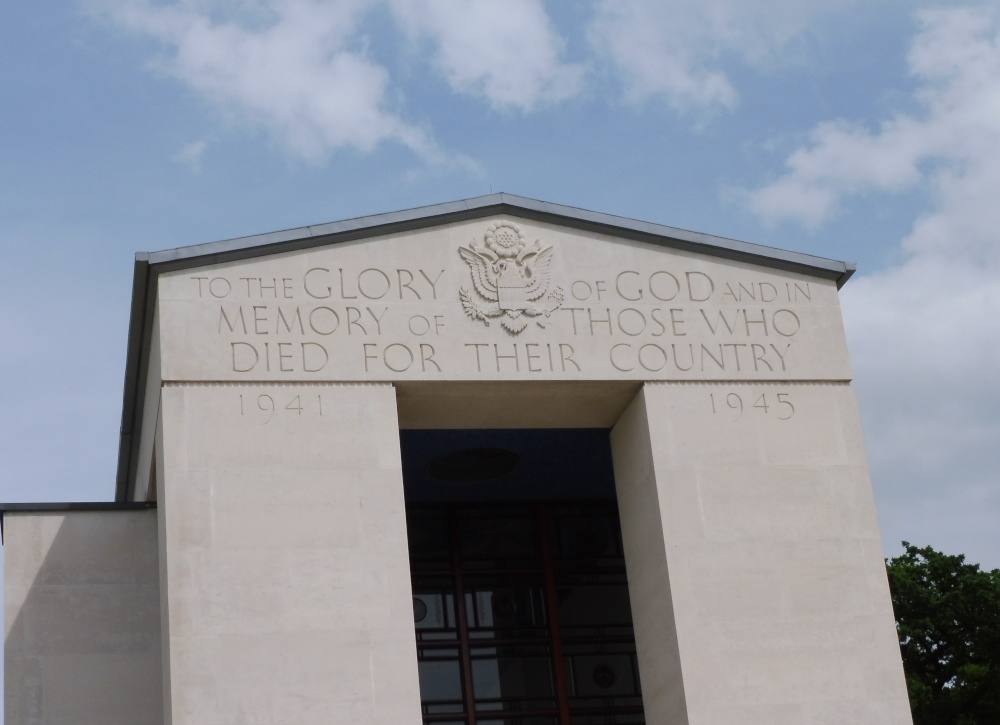 TO THE GLORY OF GOD AND IN
MEMORY OF THOSE WHO
DIED FOR THEIR COUNTRY
1941 1945